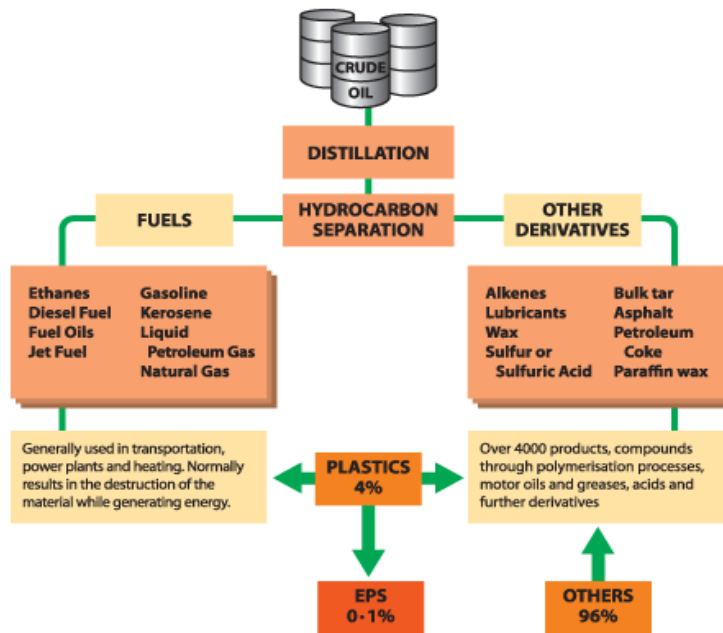 CRUDE
OIL
DISTILLATION
HYDROCARBON
SEPARATION
FUELS
OTHER
DERIVATIVES
Ethanes
Diesel Fuel
Fuel Oils
Jet Fuel
Gasoline
Kerosene
Liquid
Petroleum Gas
Natural Gas
Alkenes
Lubricants
Wax
Sulfur or
Sulfuric Acid
Bulk tar
Asphalt
Petroleum
Coke
Paraffin wax
Generally used in transportation,
power plants and heating. Normally
results in the destruction of the
material while generating energy.
PLASTICS
4%
Over 4000 products, compounds
through polymerisation processes,
motor oils and greases, acids and
further derivatives
EPS
0·1%
OTHERS
96%